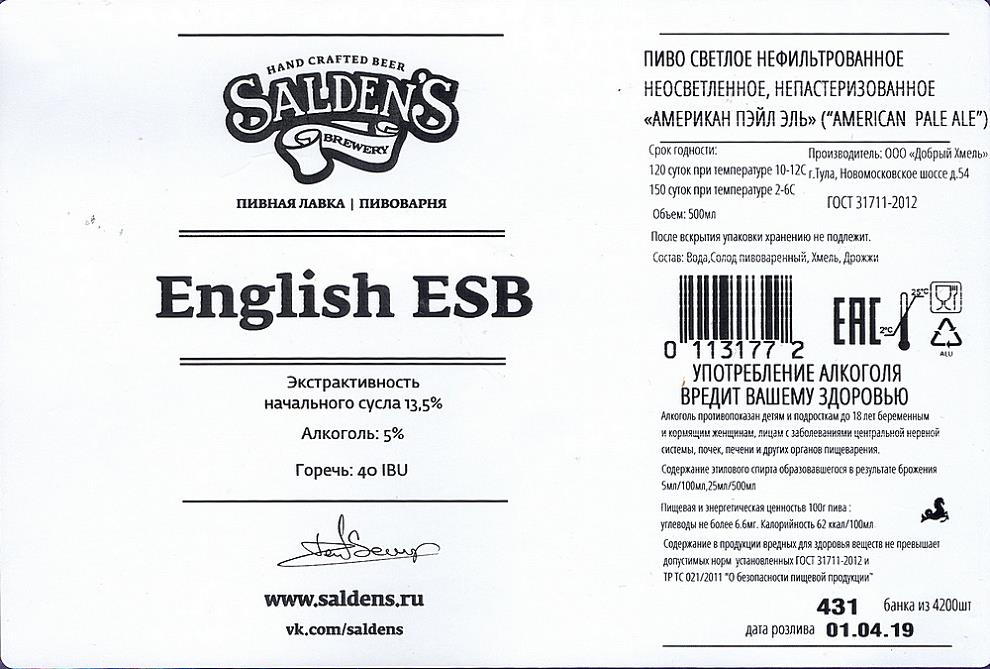 HAND CRAFTED BEER
SALDEN'S
BREWERY
ПИВНАЯ ЛАВКА | ПИВОВАРНЯ
English ESB
Экстрактивность
начального сусла 13,5%
Алкоголь: 5%
Горечь: 40 IBU
www.saldens.ru
vk.com/saldens
ПИВО СВЕТЛОЕ НЕФИЛЬТРОВАННОЕ
НЕОСВЕТЛЕННОЕ, НЕПАСТЕРИЗОВАННОЕ
«АМЕРИКАН ПЭЙЛ ЭЛЬ» (“AMERICAN PALE ALE”)
Срок годности:
120 суток при температуре 10-12С
150 суток при температуре 2-6С
Объем: 500мл
Производитель: ООО «Добрый Хмель»
г.Тула, Новомосковское шоссе д.54
ГОСТ 31711-2012
После вскрытия упаковки хранению не подлежит.
Состав: Вода,Солод пивоваренный, Хмель, Дрожжи
0 113177 2
EAC
25°C
2°C
ALU
УПОТРЕБЛЕНИЕ АЛКОГОЛЯ
ВРЕДИТ ВАШЕМУ ЗДОРОВЬЮ
Алкоголь противопоказан детям и подросткам до 18 лет беременным
и кормящим женщинам, лицам с заболеваниями центральной нервной
системы, почек, печени и других органов пищеварения.
Содержание этилового спирта образовавшегося в результате брожения
5мл/100мл,25мл/500мл
Пищевая и энергетическая ценностьв 100г пива :
углеводы не более 6.6мг. Калорийность 62 ккал/100мл
Содержание в продукции вредных для здоровья веществ не превышает
допустимых норм установленных ГОСТ 31711-2012 и
ТР ТС 021/2011 "О безопасности пищевой продукции"
431 банка из 4200шт
дата розлива 01.04.19